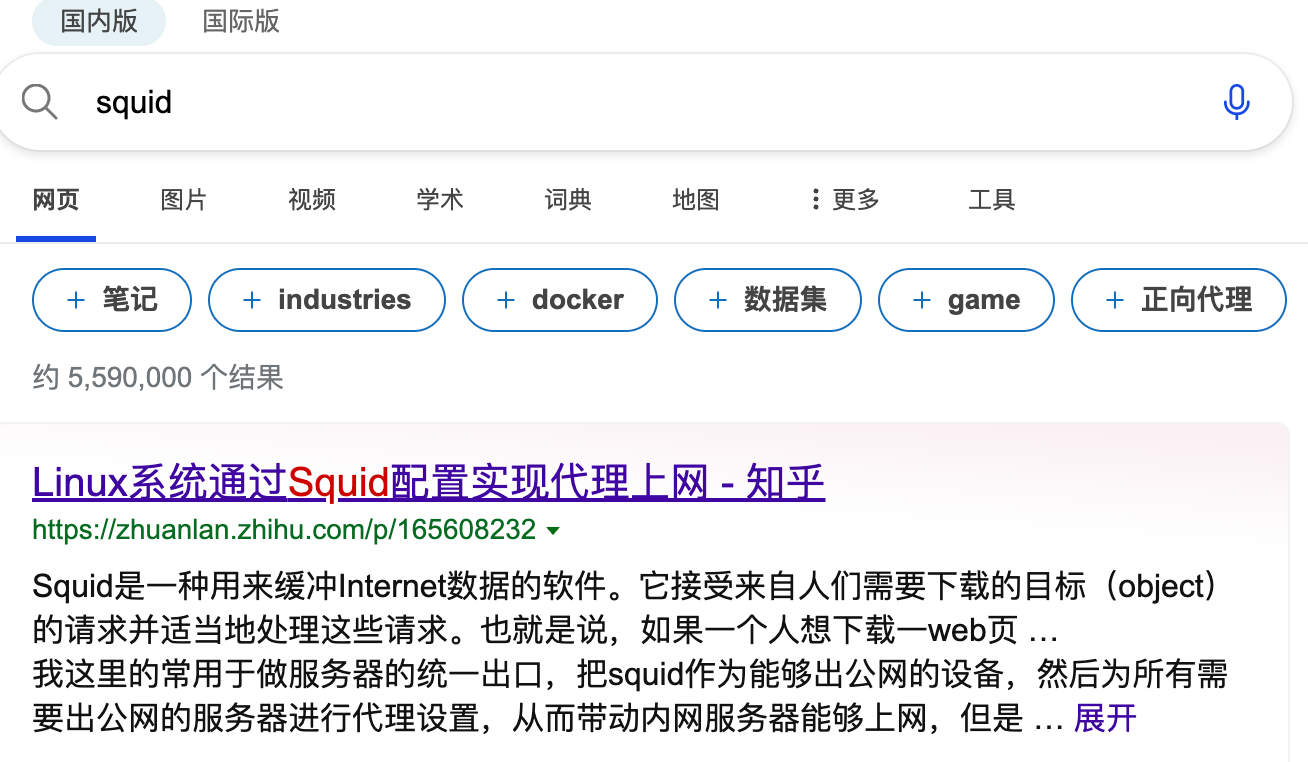 国内版 国际版
squid
网页 图片 视频 学术 词典 地图 更多 工具
+ 笔记 + industries + docker + 数据集 + game + 正向代理
约 5,590,000 个结果
Linux系统通过Squid配置实现代理上网 - 知乎
https://zhuanlan.zhihu.com/p/165608232
Squid是一种用来缓冲Internet数据的软件。它接受来自人们需要下载的目标（object）
的请求并适当地处理这些请求。也就是说，如果一个人想下载一web页 …
我这里的常用于做服务器的统一出口，把squid作为能够出公网的设备，然后为所有需
要出公网的服务器进行代理设置，从而带动内网服务器能够上网，但是 … 展开